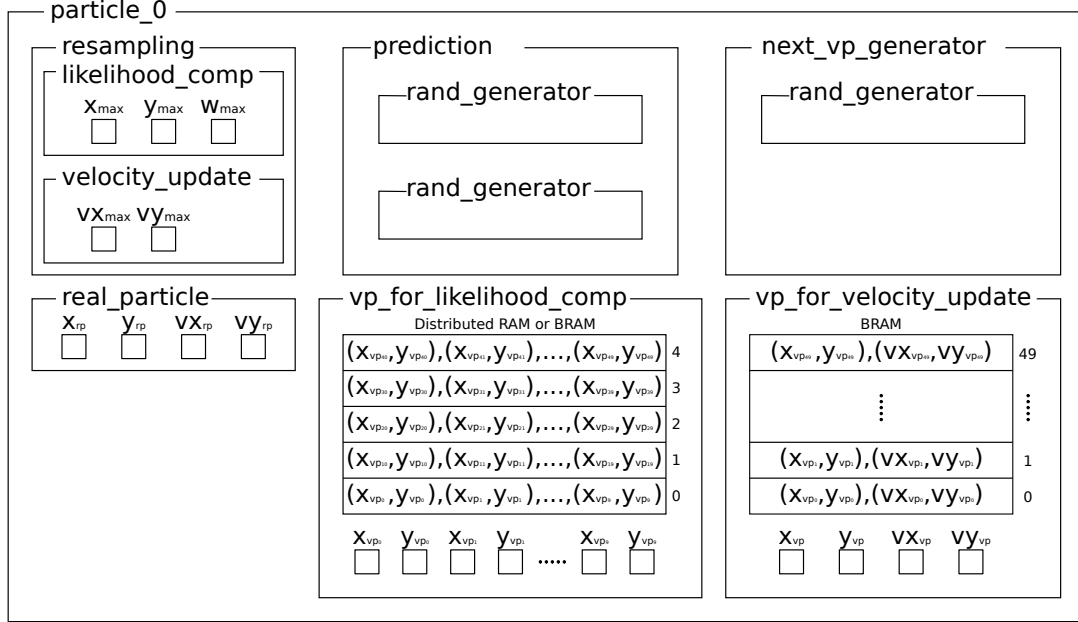 particle_0
resampling
likelihood_comp
xmax ymax wmax
velocity_update
vxmax vymax
prediction
rand_generator
rand_generator
next_vp_generator
rand_generator
real_particle
xrp yrp vxrp vyrp
vp_for_likelihood_comp
Distributed RAM or BRAM
(xvp40,yvp40),(xvp41,yvp41),...,(xvp49,yvp49) 4
(xvp30,yvp30),(xvp31,yvp31),...,(xvp39,yvp39) 3
(xvp20,yvp20),(xvp21,yvp21),...,(xvp29,yvp29) 2
(xvp10,yvp10),(xvp11,yvp11),...,(xvp19,yvp19) 1
(xvp0,yvp0),(xvp1,yvp1),...,(xvp9,yvp9) 0
xvp0 yvp0 xvp1 yvp1 ..... xvp9 yvp9
vp_for_velocity_update
BRAM
(xvp49,yvp49),(vxvp49,vyvp49) 49
(xvp1,yvp1),(vxvp1,vyvp1) 1
(xvp0,yvp0),(vxvp0,vyvp0) 0
xvp yvp vxvp vyvp